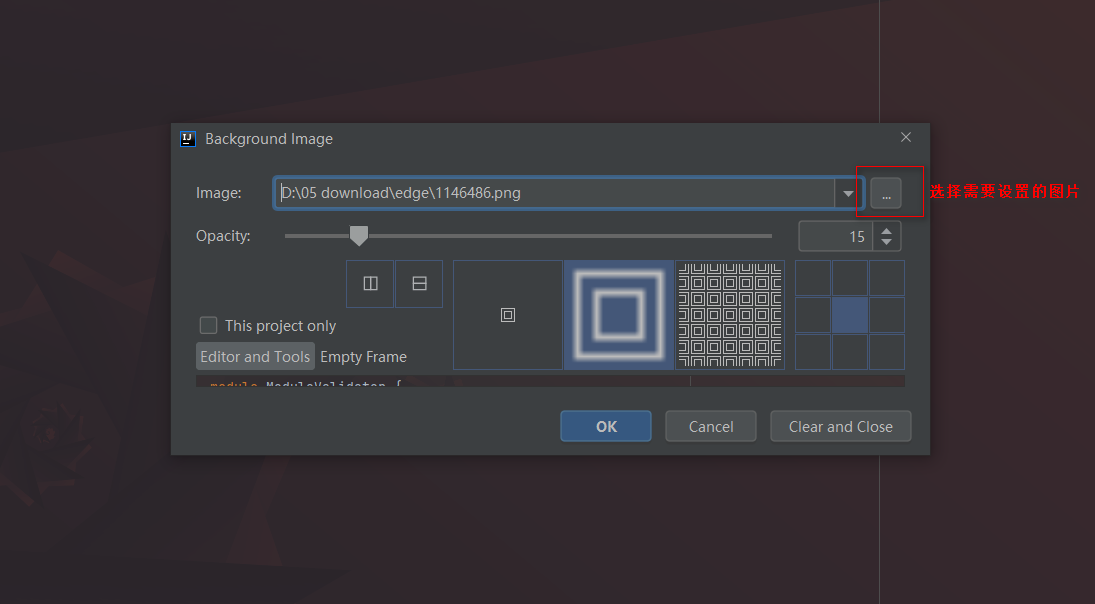 IJ
Background Image
Image:
D:\05 download\edge\1146486.png
...
选择需要设置的图片
Opacity:
15
This project only
Editor and Tools
Empty Frame
module ModuleValidator {
OK
Cancel
Clear and Close